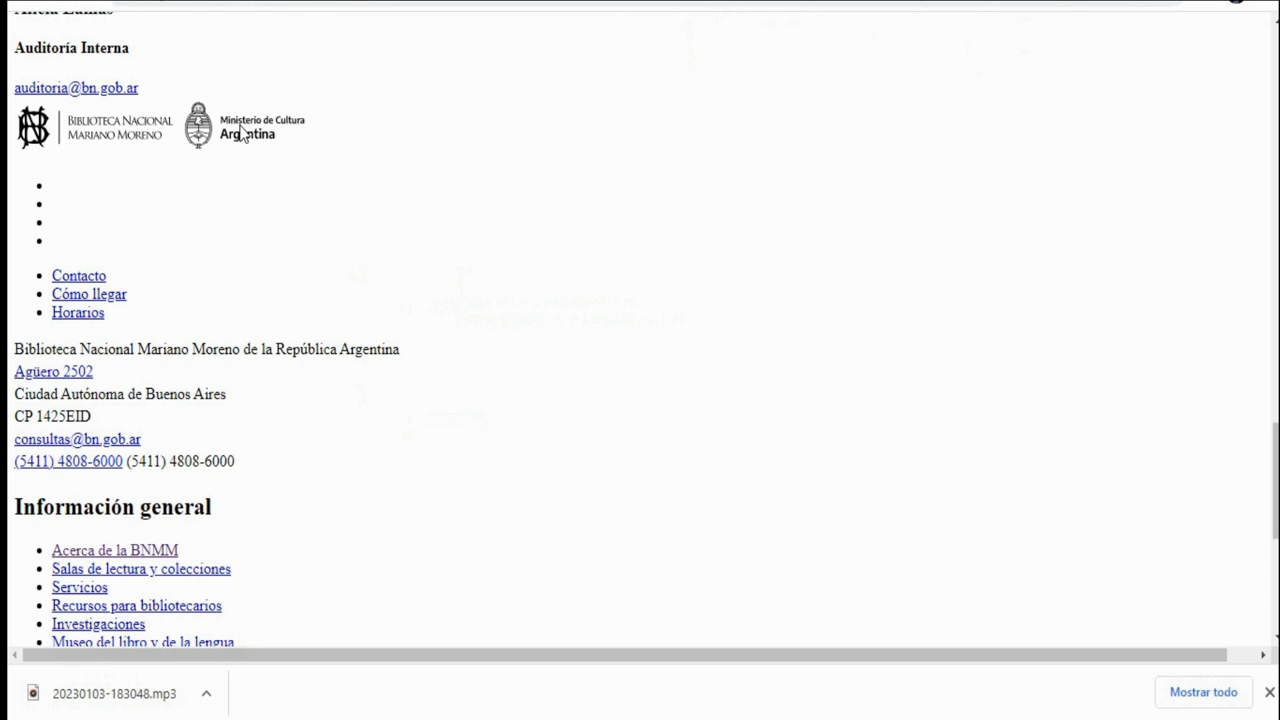 Auditoría Interna
auditoria@bn.gob.ar
BIBLIOTECA NACIONAL
MARIANO MORENO
Ministerio de Cultura
Argentina
Contacto
Cómo llegar
Horarios
Biblioteca Nacional Mariano Moreno de la República Argentina
Agüero 2502
Ciudad Autónoma de Buenos Aires
CP 1425EID
consultas@bn.gob.ar
(5411) 4808-6000 (5411) 4808-6000
Información general
Acerca de la BNMM
Salas de lectura y colecciones
Servicios
Recursos para bibliotecarios
Investigaciones
Museo del libro y de la lengua
20230103-183048.mp3
Mostrar todo